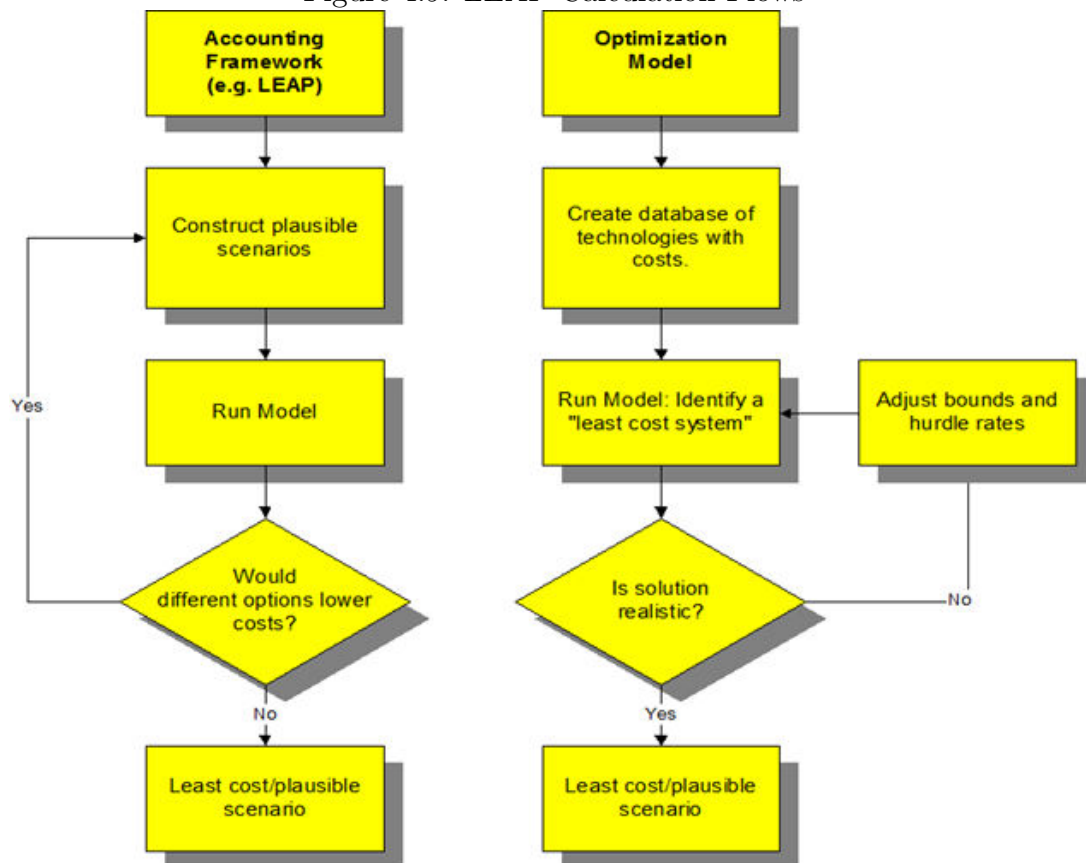 Accounting
Framework
(e.g. LEAP)
Optimization
Model
Construct plausible
scenarios
Create database of
technologies with
costs.
Yes
Run Model
Run Model: Identify a
"least cost system"
Adjust bounds and
hurdle rates
Would
different options lower
costs?
Is solution
realistic?
No
No
Yes
Least cost/plausible
scenario
Least cost/plausible
scenario